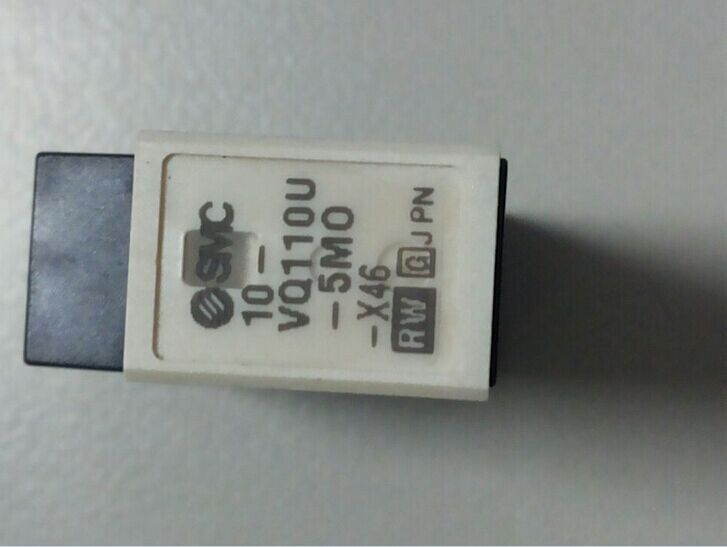 SMC
10-
VQ110U
-5MO
-X46
RW G JPN